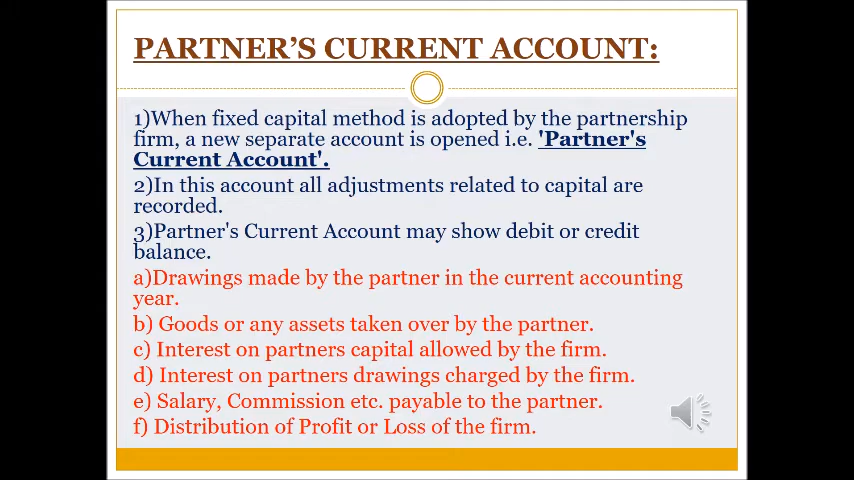 PARTNER’S CURRENT ACCOUNT:
1)When fixed capital method is adopted by the partnership
firm, a new separate account is opened i.e. 'Partner's
Current Account'.
2)In this account all adjustments related to capital are
recorded.
3)Partner's Current Account may show debit or credit
balance.
a)Drawings made by the partner in the current accounting
year.
b) Goods or any assets taken over by the partner.
c) Interest on partners capital allowed by the firm.
d) Interest on partners drawings charged by the firm.
e) Salary, Commission etc. payable to the partner.
f) Distribution of Profit or Loss of the firm.